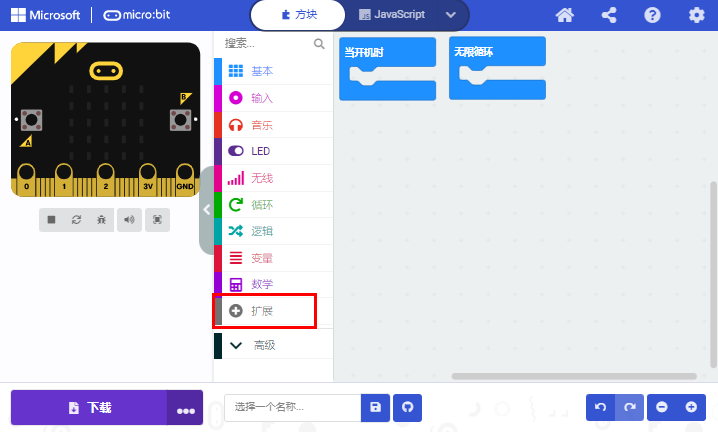 Microsoft micro:bit 方块 JavaScript
搜索...
基本
输入
音乐
LED
无线
循环
逻辑
变量
数学
扩展
高级
当开机时
无限循环
B
A
0 1 2 3V GND
下载
选择一个名称...